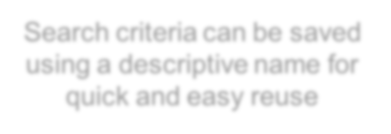 Search criteria can be saved
using a descriptive name for
quick and easy reuse